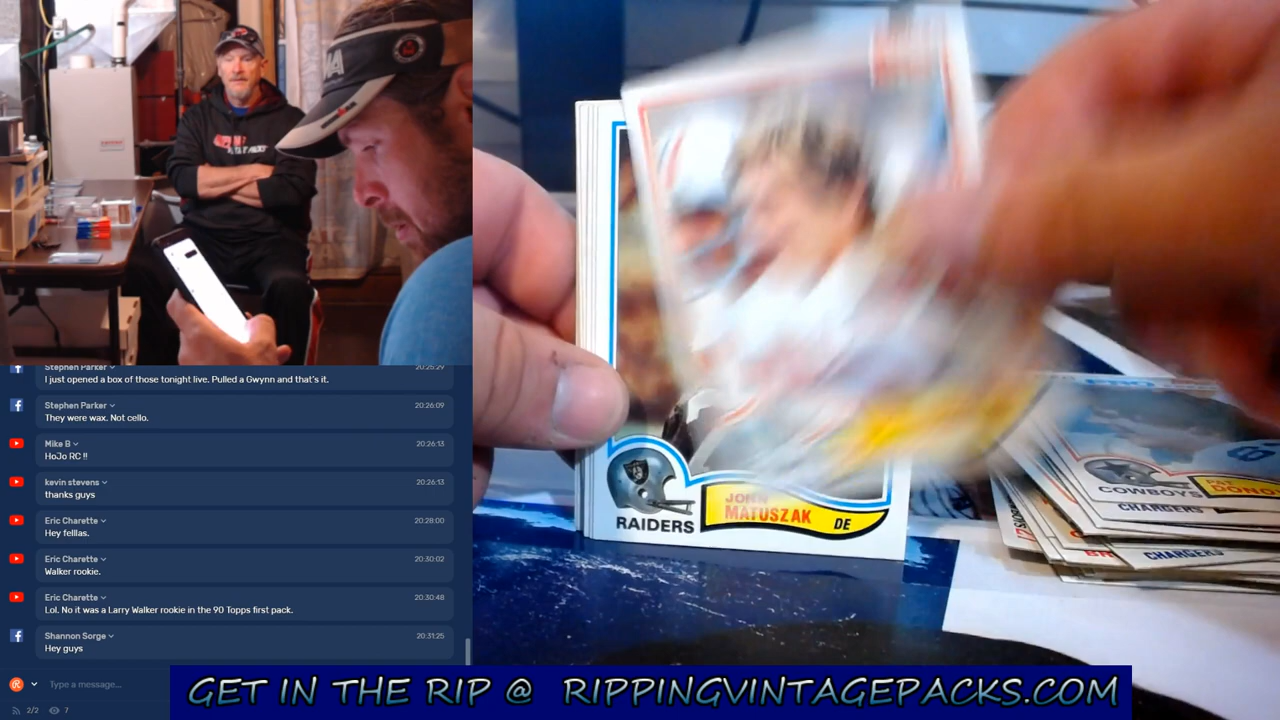 Stephen Parker
20:25:29
I just opened a box of those tonight live. Pulled a Gwynn and that's it.
Stephen Parker
20:26:09
They were wax. Not cello.
Mike B
20:26:13
HoJo RC !!
kevin stevens
20:26:13
thanks guys
Eric Charette
20:28:00
Hey felllas.
Eric Charette
20:30:02
Walker rookie.
Eric Charette
20:30:48
Lol. No it was a Larry Walker rookie in the 90 Topps first pack.
Shannon Sorge
20:31:25
Hey guys
Type a message...
2/2
7
RAIDERS
JOHN
MATUSZAK
DE
COWBOYS
CHARGERS
CHARGERS
GET IN THE RIP @ RIPPINGVINTAGEPACKS.COM